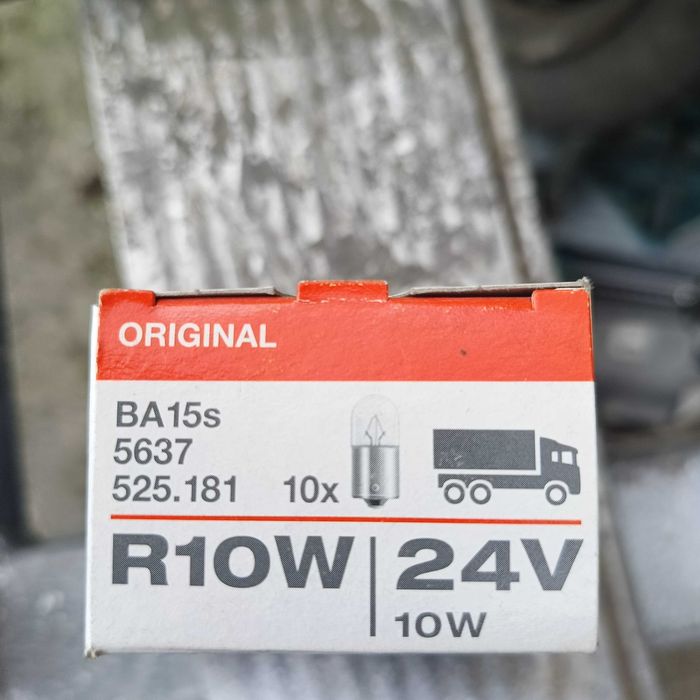 ORIGINAL
BA15s
5637
525.181 10x
R10W 24V
10W